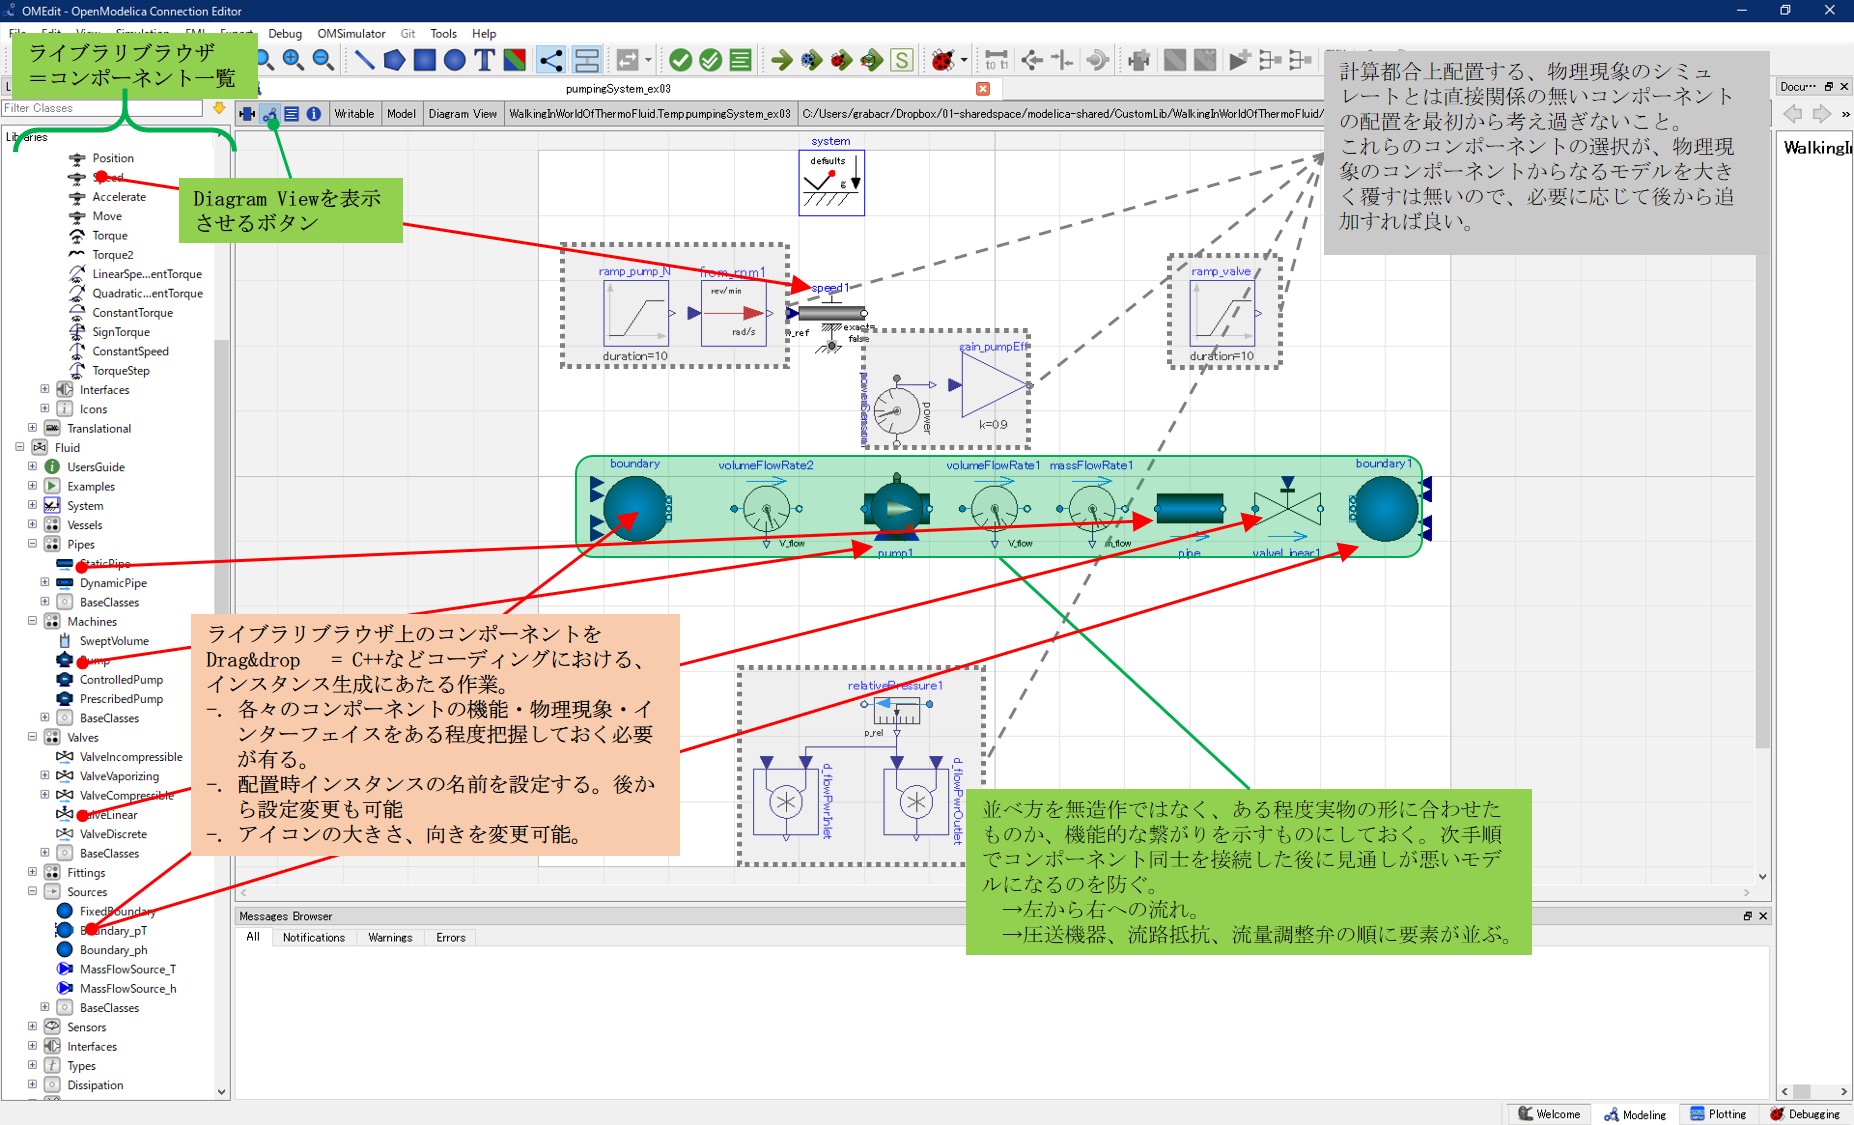 OMEdit - OpenModelica Connection Editor
Debug OMSimulator Git Tools Help
ライブラリブラウザ
＝コンポーネント一覧
pumpingSystem_ex03
Filter Classes
Writable Model Diagram View WalkingInWorldOfThermoFluid.Temp.pumpingSystem_ex03 C:/Users/grabacr/Dropbox/01-sharedspace/modelica-shared/CustomLib/WalkingInWorldOfThermoFluid/
Docu···
WalkingI
計算都合上配置する、物理現象のシミュ
レートとは直接関係の無いコンポーネント
の配置を最初から考え過ぎないこと。
これらのコンポーネントの選択が、物理現
象のコンポーネントからなるモデルを大き
く覆すは無いので、必要に応じて後から追
加すれば良い。
Libraries
Position
Speed
Accelerate
Move
Torque
Torque2
LinearSpe...entTorque
Quadratic...entTorque
ConstantTorque
SignTorque
ConstantSpeed
TorqueStep
Interfaces
Icons
Translational
Fluid
UsersGuide
Examples
System
Vessels
Pipes
StaticPipe
DynamicPipe
BaseClasses
Machines
SweptVolume
Pump
ControlledPump
PrescribedPump
BaseClasses
Valves
ValveIncompressible
ValveVaporizing
ValveCompressible
ValveLinear
ValveDiscrete
BaseClasses
Fittings
Sources
FixedBoundary
Boundary_pT
Boundary_ph
MassFlowSource_T
MassFlowSource_h
BaseClasses
Sensors
Interfaces
Types
Dissipation
Diagram Viewを表示
させるボタン
system
defaults
g
ramp_pump_N
duration=10
from_rpm1
rev/min
rad/s
speed1
w_ref
exact=
false
gain_pumpEff
k=0.9
power
ramp_valve
duration=10
boundary
volumeFlowRate2
V_flow
pump1
volumeFlowRate1
V_flow
massFlowRate1
m_flow
pipe
valveLinear1
boundary1
relativePressure1
p_rel
d_flowPwrInlet
d_flowPwrOutlet
ライブラリブラウザ上のコンポーネントを
Drag&drop = C++などコーディングにおける、
インスタンス生成にあたる作業。
-. 各々のコンポーネントの機能・物理現象・イ
ンターフェイスをある程度把握しておく必要
が有る。
-. 配置時インスタンスの名前を設定する。後か
ら設定変更も可能
-. アイコンの大きさ、向きを変更可能。
並べ方を無造作ではなく、ある程度実物の形に合わせた
ものか、機能的な繋がりを示すものにしておく。次手順
でコンポーネント同士を接続した後に見通しが悪いモデ
ルになるのを防ぐ。
→左から右への流れ。
→圧送機器、流路抵抗、流量調整弁の順に要素が並ぶ。
Messages Browser
All Notifications Warnings Errors
Welcome Modeling Plotting Debugging